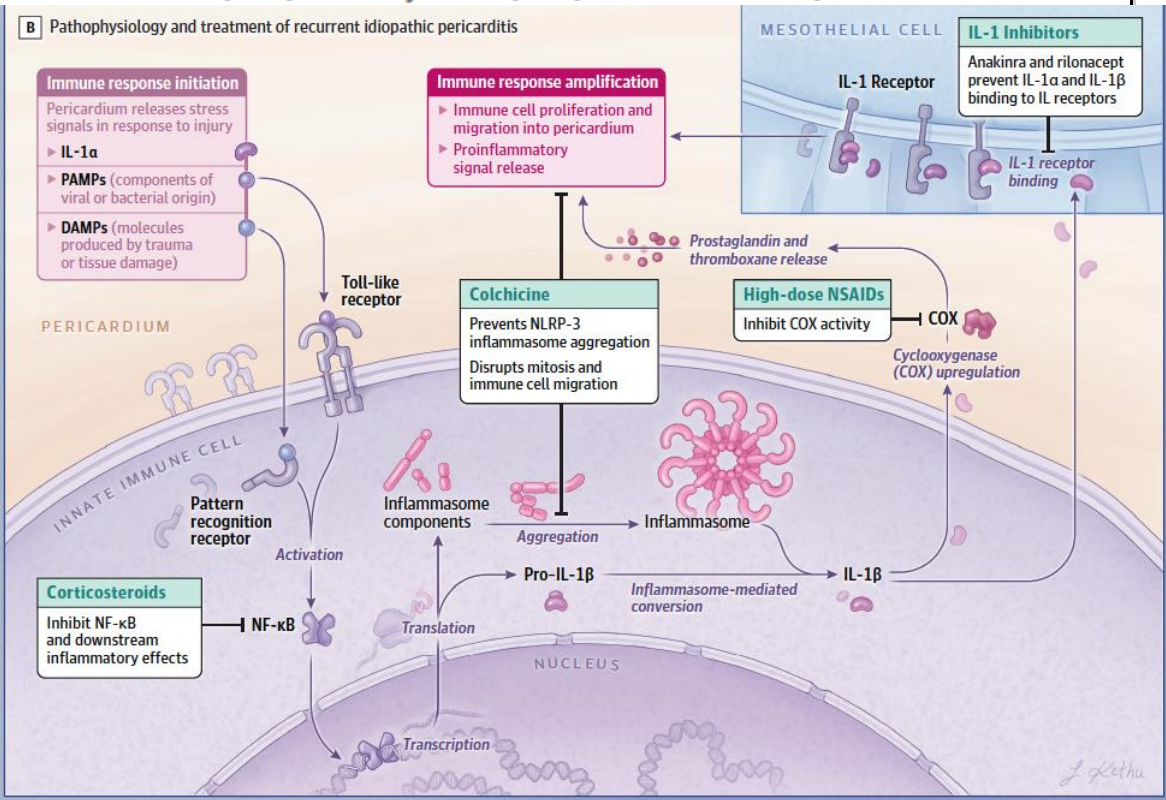 B Pathophysiology and treatment of recurrent idiopathic pericarditis
Immune response initiation
Pericardium releases stress
signals in response to injury
▶ IL-1α
▶ PAMPs (components of
viral or bacterial origin)
▶ DAMPs (molecules
produced by trauma
or tissue damage)
Immune response amplification
▶ Immune cell proliferation and
migration into pericardium
▶ Proinflammatory
signal release
MESOTHELIAL CELL
IL-1 Receptor
IL-1 Inhibitors
Anakinra and rilonacept
prevent IL-1α and IL-1β
binding to IL receptors
IL-1 receptor
binding
Prostaglandin and
thromboxane release
Toll-like
receptor
PERICARDIUM
Colchicine
Prevents NLRP-3
inflammasome aggregation
Disrupts mitosis and
immune cell migration
High-dose NSAIDs
Inhibit COX activity
COX
Cyclooxygenase
(COX) upregulation
INNATE IMMUNE CELL
Pattern
recognition
receptor
Activation
Inflammasome
components
Aggregation
Inflammasome
Pro-IL-1β
Inflammasome-mediated
conversion
IL-1β
Corticosteroids
Inhibit NF-κB
and downstream
inflammatory effects
NF-κB
Translation
NUCLEUS
Transcription
J. Kethu